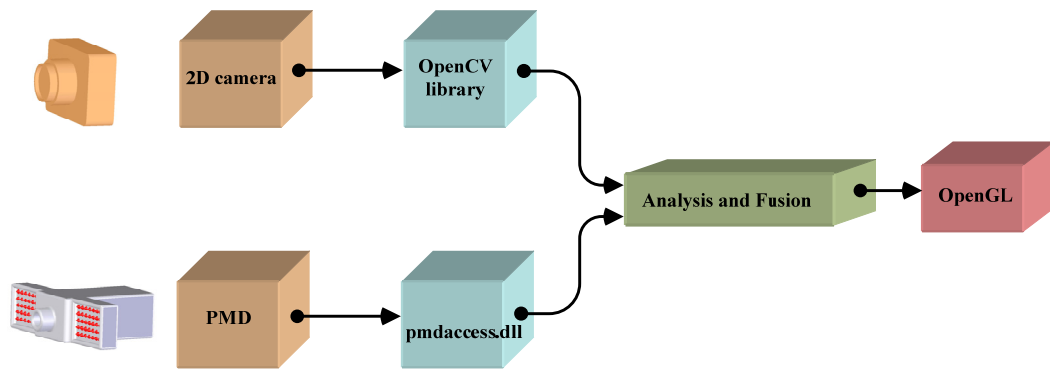 2D camera
OpenCV
library
Analysis and Fusion
OpenGL
PMD
pmdaccess.dll